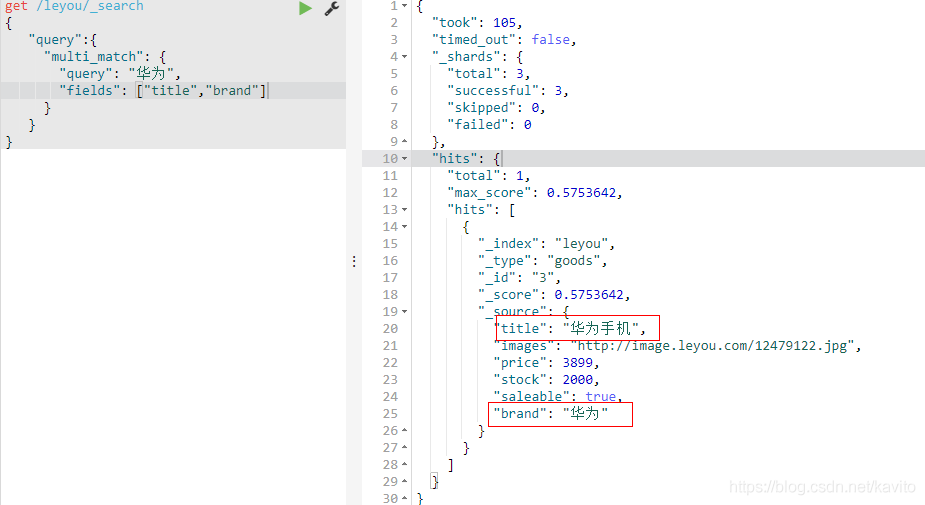 get /leyou/_search
{
"query":{
"multi_match": {
"query": "华为",
"fields": ["title","brand"]
}
}
}
1 {
2 "took": 105,
3 "timed_out": false,
4 "_shards": {
5 "total": 3,
6 "successful": 3,
7 "skipped": 0,
8 "failed": 0
9 },
10 "hits": {
11 "total": 1,
12 "max_score": 0.5753642,
13 "hits": [
14 {
15 "_index": "leyou",
16 "_type": "goods",
17 "_id": "3",
18 "_score": 0.5753642,
19 "_source": {
20 "title": "华为手机",
21 "images": "http://image.leyou.com/12479122.jpg",
22 "price": 3899,
23 "stock": 2000,
24 "saleable": true,
25 "brand": "华为"
26 }
27 }
28 ]
29 }
30 }
https://blog.csdn.net/kavito